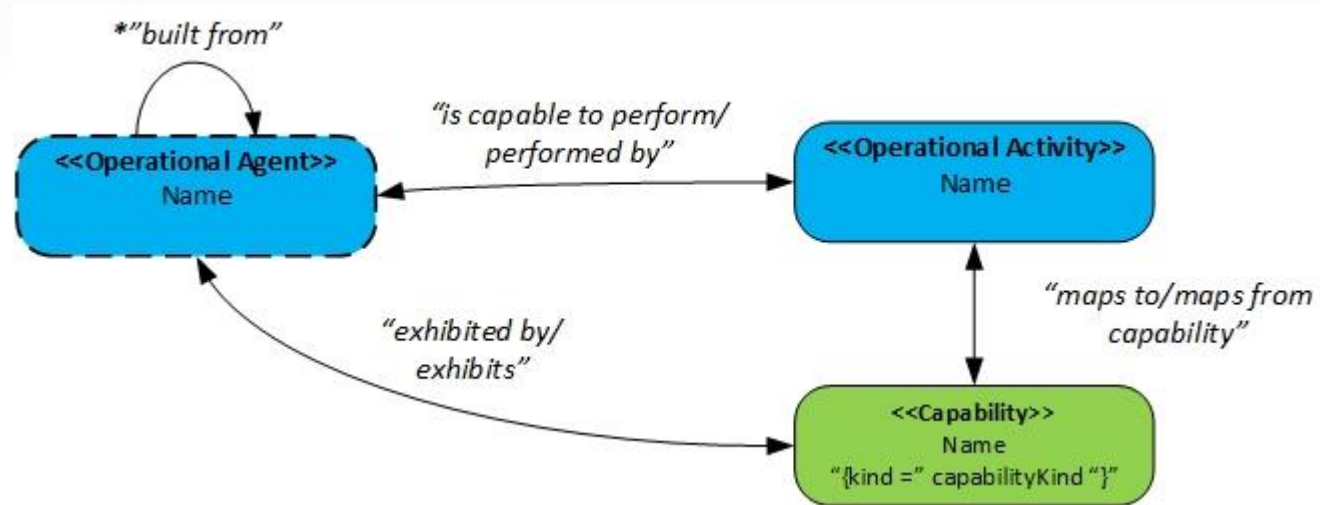 *”built from”
“is capable to perform/
performed by”
<<Operational Agent>>
Name
<<Operational Activity>>
Name
“exhibited by/
exhibits”
“maps to/maps from
capability”
<<Capability>>
Name
“{kind =” capabilityKind “}”